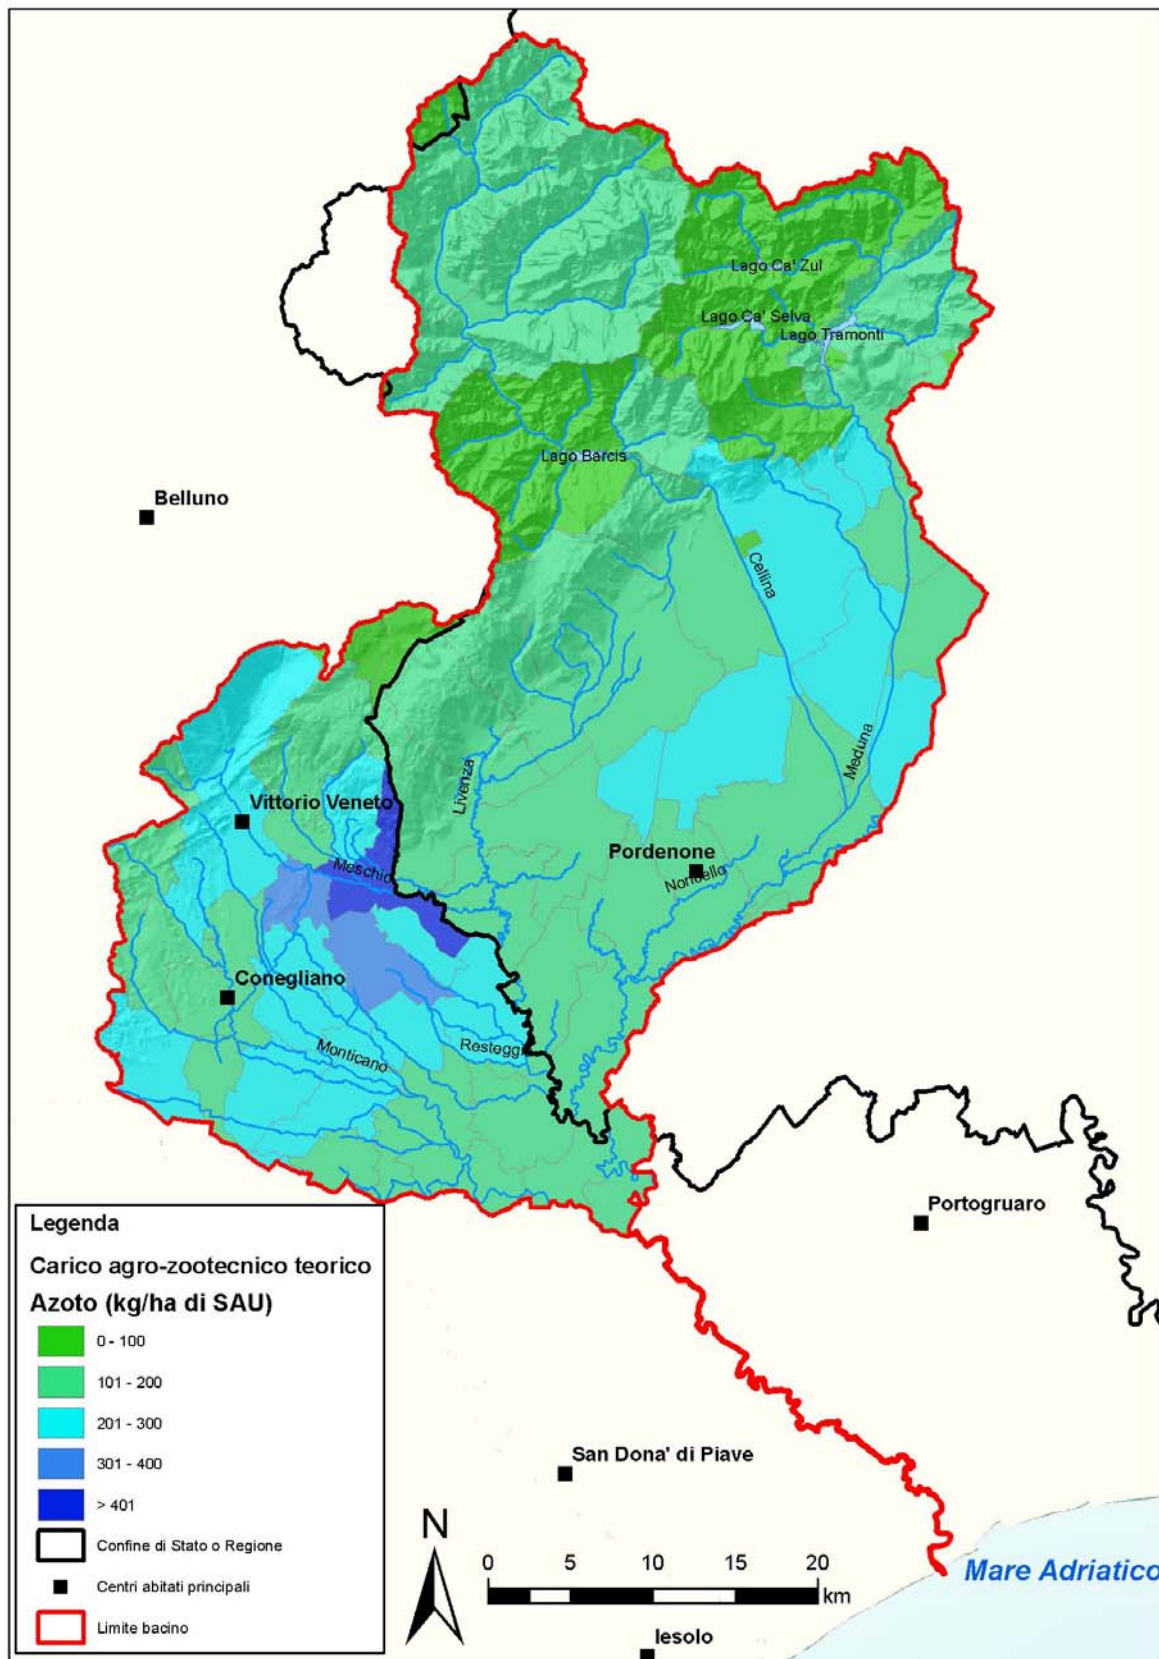 Lago Ca' Zul
Lago Ca' Selva
Lago Tramonti
Lago Barcis
Belluno
Cellina
Meduna
Livenza
Vittorio Veneto
Meschio
Pordenone
Noncello
Conegliano
Monticano
Resteggi
Portogruaro
Legenda
Carico agro-zootecnico teorico
Azoto (kg/ha di SAU)
0 - 100
101 - 200
201 - 300
301 - 400
> 401
Confine di Stato o Regione
Centri abitati principali
Limite bacino
San Dona' di Piave
N
0 5 10 15 20
km
Mare Adriatico
Iesolo